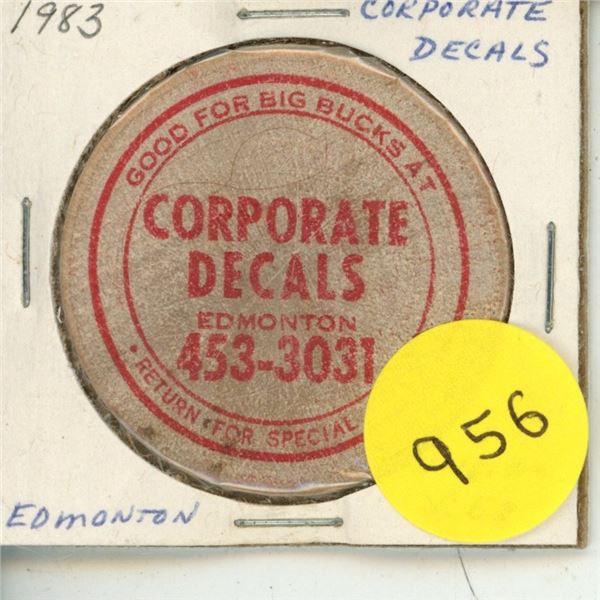 1983
CORPORATE
DECALS
GOOD FOR BIG BUCKS AT
CORPORATE
DECALS
EDMONTON
453-3031
• RETURN FOR SPECIAL
956
EDMONTON